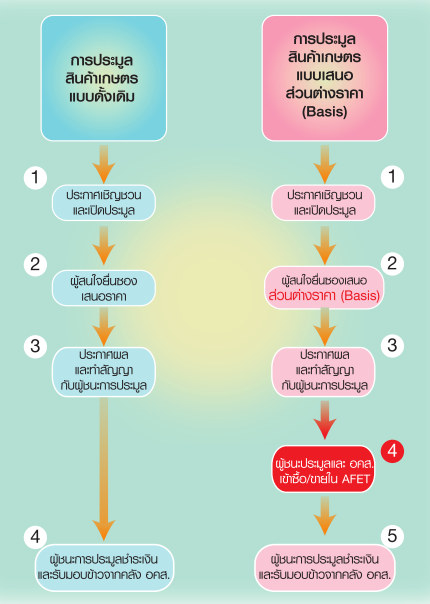 การประมูล
สินค้าเกษตร
แบบดั้งเดิม
1
ประกาศเชิญชวน
และเปิดประมูล
2
ผู้สนใจยื่นซอง
เสนอราคา
3
ประกาศผล
และทำสัญญา
กับผู้ชนะการประมูล
4
ผู้ชนะการประมูลชำระเงิน
และรับมอบข้าวจากคลัง อคส.
การประมูล
สินค้าเกษตร
แบบเสนอ
ส่วนต่างราคา
(Basis)
1
ประกาศเชิญชวน
และเปิดประมูล
2
ผู้สนใจยื่นซองเสนอ
ส่วนต่างราคา (Basis)
3
ประกาศผล
และทำสัญญา
กับผู้ชนะการประมูล
4
ผู้ชนะประมูลและ อคส.
เข้าซื้อ/ขายใน AFET
5
ผู้ชนะการประมูลชำระเงิน
และรับมอบข้าวจากคลัง อคส.